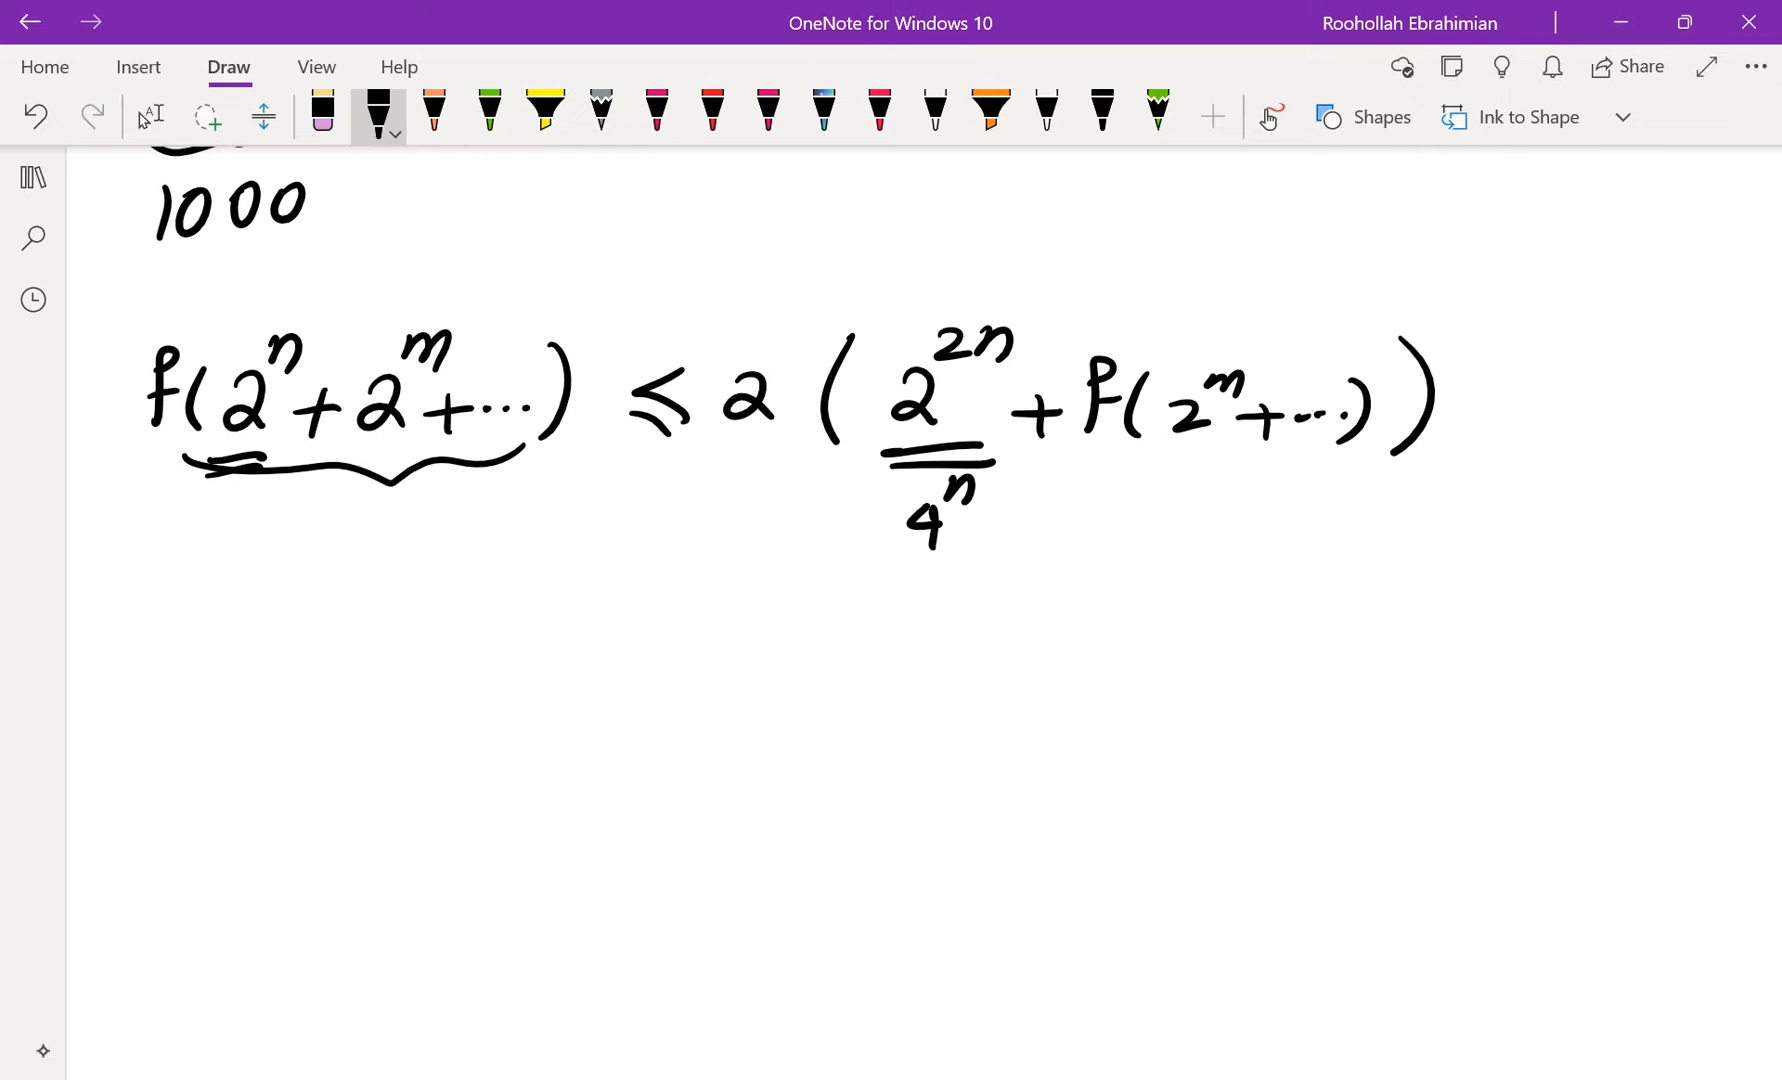 OneNote for Windows 10
Roohollah Ebrahimian
Home Insert Draw View Help
Share
Shapes Ink to Shape
1000
f(2^n + 2^m + ...) ≤ 2 (2^{2n} + f(2^m + ...))
4^n